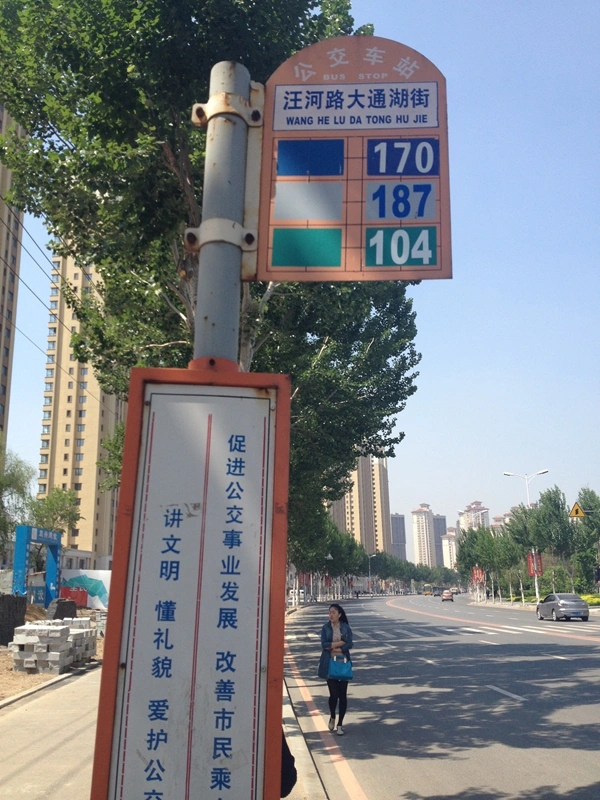 公交车站
BUS STOP
汪河路大通湖街
WANG HE LU DA TONG HU JIE
170
187
104
促进公交事业发展 改善市民乘
讲文明 懂礼貌 爱护公